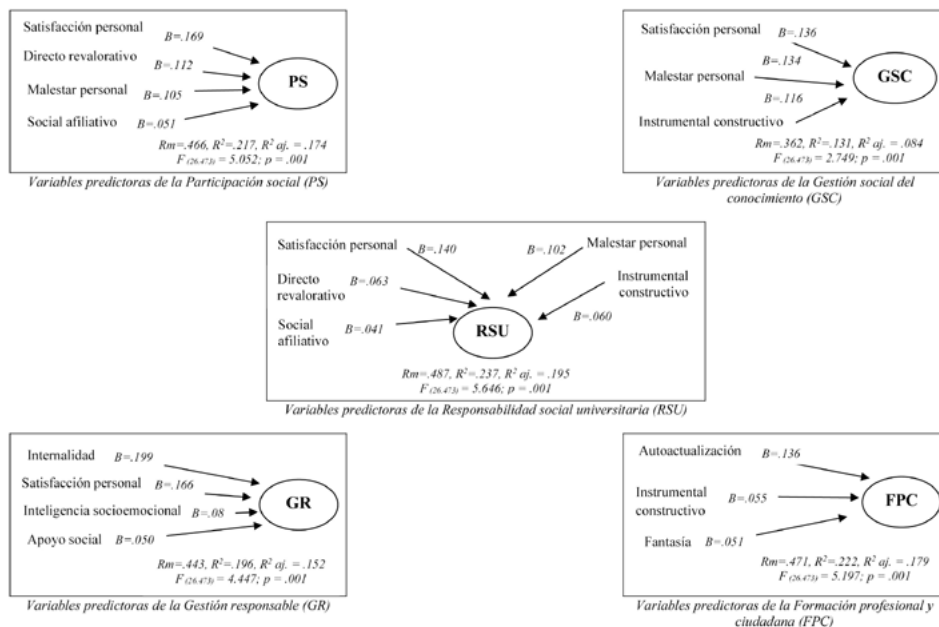 Satisfacción personal
B=.169
Directo revalorativo
B=.112
Malestar personal
B=.105
Social afiliativo
B=.051
PS
Rm=.466, R²=.217, R² aj. = .174
F (26.473) = 5.052; p = .001
Variables predictoras de la Participación social (PS)
Satisfacción personal
B=.136
B=.134
Malestar personal
B=.116
Instrumental constructivo
GSC
Rm=.362, R²=.131, R² aj. = .084
F (26.473) = 2.749; p = .001
Variables predictoras de la Gestión social del
conocimiento (GSC)
Satisfacción personal
B=.140
B=.102
Malestar personal
Directo
revalorativo
B=.063
Instrumental
constructivo
Social
afiliativo
B=.041
B=.060
RSU
Rm=.487, R²=.237, R² aj. = .195
F (26.473) = 5.646; p = .001
Variables predictoras de la Responsabilidad social universitaria (RSU)
Internalidad
B=.199
Satisfacción personal
B=.166
Inteligencia socioemocional
B=.08
Apoyo social
B=.050
GR
Rm=.443, R²=.196, R² aj. = .152
F (26.473) = 4.447; p = .001
Variables predictoras de la Gestión responsable (GR)
Autoactualización
B=.136
Instrumental
constructivo
B=.055
Fantasía
B=.051
FPC
Rm=.471, R²=.222, R² aj. = .179
F (26.473) = 5.197; p = .001
Variables predictoras de la Formación profesional y
ciudadana (FPC)